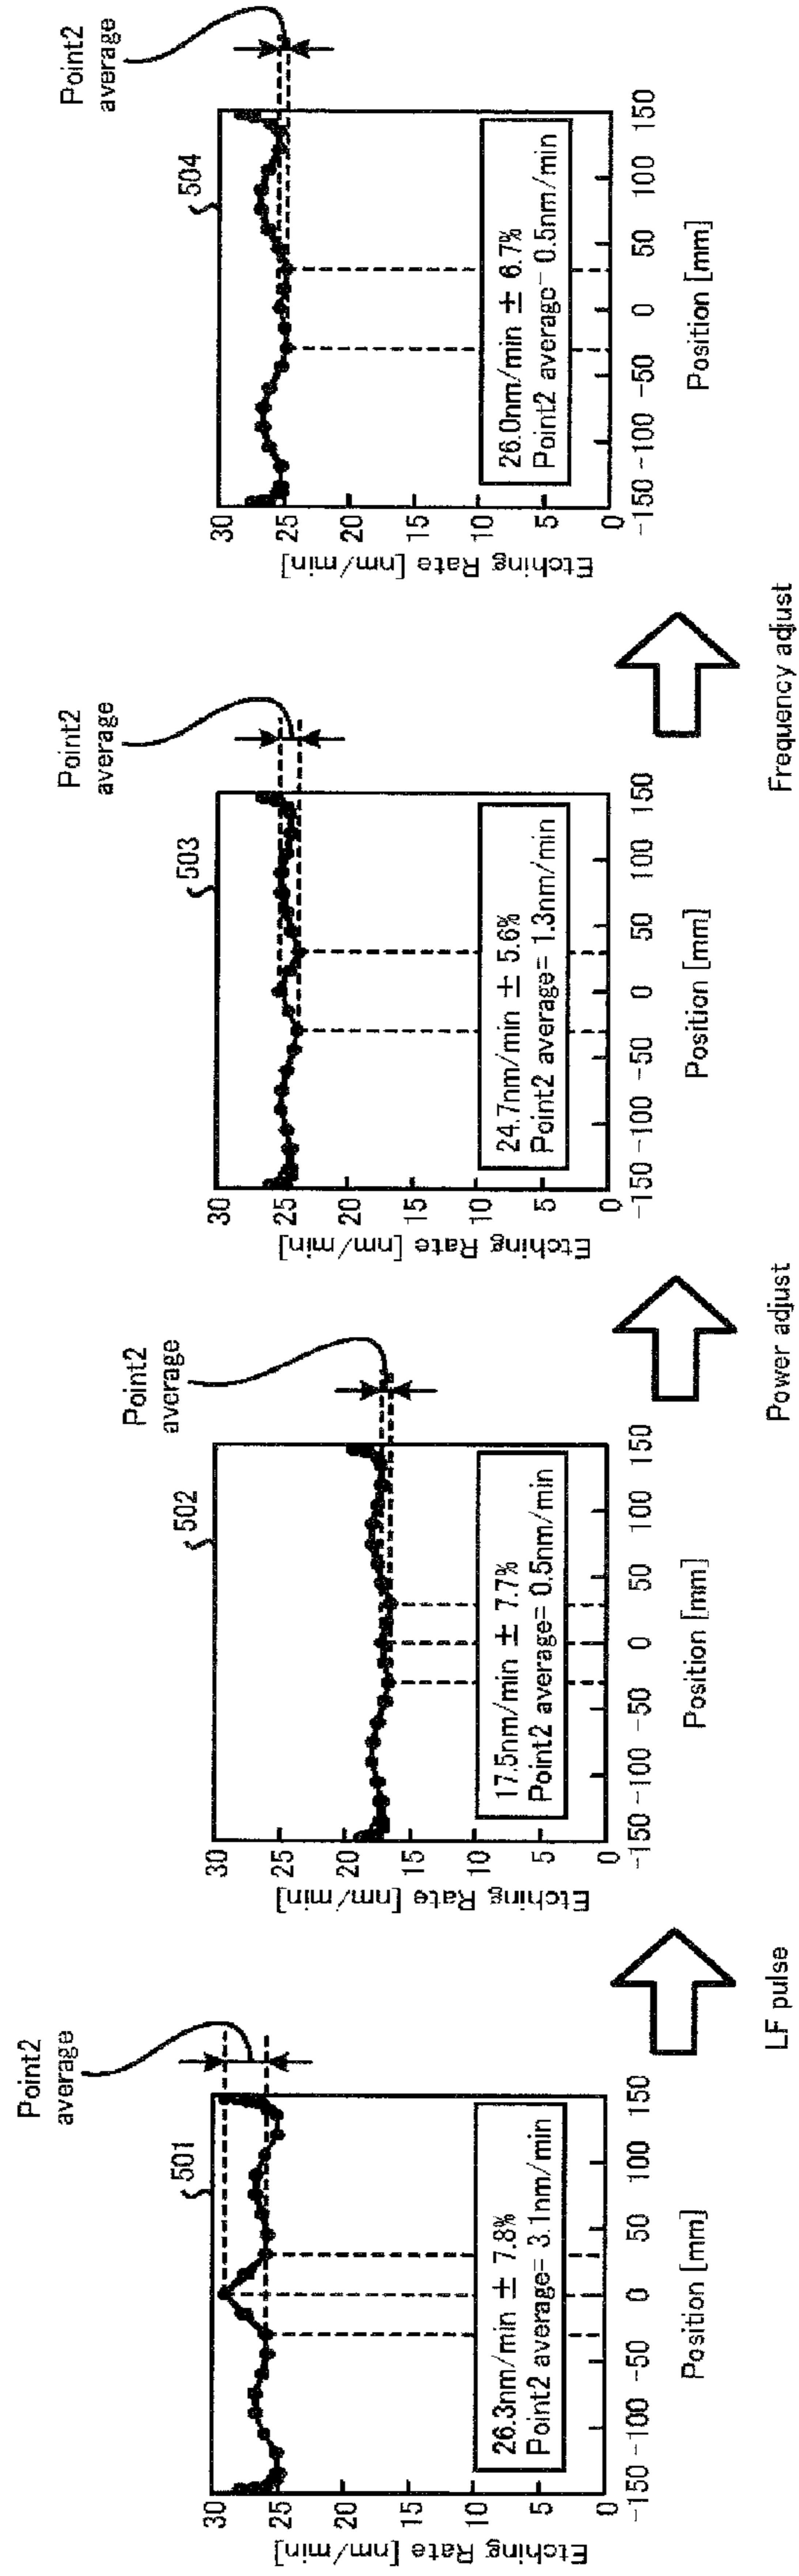 Point2
average
501
30
25
20
15
10
5
0
Etching Rate [nm/min]
26.3nm/min ± 7.8%
Point2 average= 3.1nm/min
-150 -100 -50 0 50 100 150
Position [mm]
LF pulse
Point2
average
502
30
25
20
15
10
5
0
Etching Rate [nm/min]
17.5nm/min ± 7.7%
Point2 average= 0.5nm/min
-150 -100 -50 0 50 100 150
Position [mm]
Power adjust
Point2
average
503
30
25
20
15
10
5
0
Etching Rate [nm/min]
24.7nm/min ± 5.6%
Point2 average= 1.3nm/min
-150 -100 -50 0 50 100 150
Position [mm]
Frequency adjust
Point2
average
504
30
25
20
15
10
5
0
Etching Rate [nm/min]
26.0nm/min ± 6.7%
Point2 average= 0.5nm/min
-150 -100 -50 0 50 100 150
Position [mm]